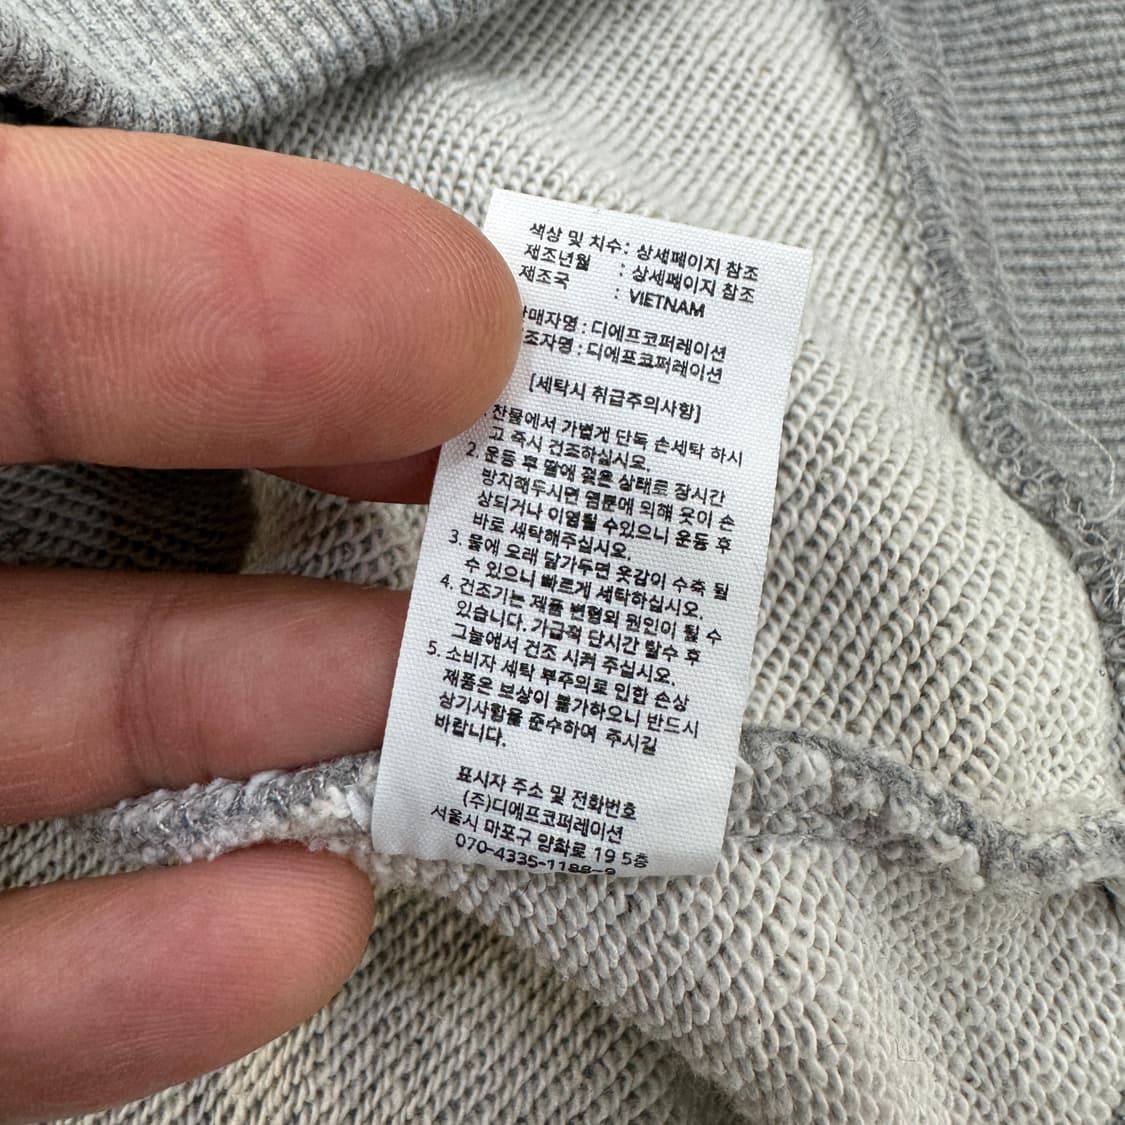 색상 및 치수: 상세페이지 참조
제조년월 : 상세페이지 참조
제조국 : VIETNAM
매자명 : 디에프코퍼레이션
조자명 : 디에프코퍼레이션
[세탁시 취급주의사항]
찬물에서 가볍게 단독 손세탁 하시
고 즉시 건조하십시오.
2. 운동 후 땀에 젖은 상태로 장시간
방치해두시면 염분에 의해 옷이 손
상되거나 이염될 수있으니 운동 후
바로 세탁해주십시오.
3. 물에 오래 담가두면 옷감이 수축 될
수 있으니 빠르게 세탁하십시오.
4. 건조기는 제품 변형의 원인이 될 수
있습니다. 가급적 단시간 탈수 후
그늘에서 건조 시켜 주십시오.
5. 소비자 세탁 부주의로 인한 손상
제품은 보상이 불가하오니 반드시
상기사항을 준수하여 주시길
바랍니다.
표시자 주소 및 전화번호
(주)디에프코퍼레이션
서울시 마포구 양화로 19 5층
070-4335-1188~9